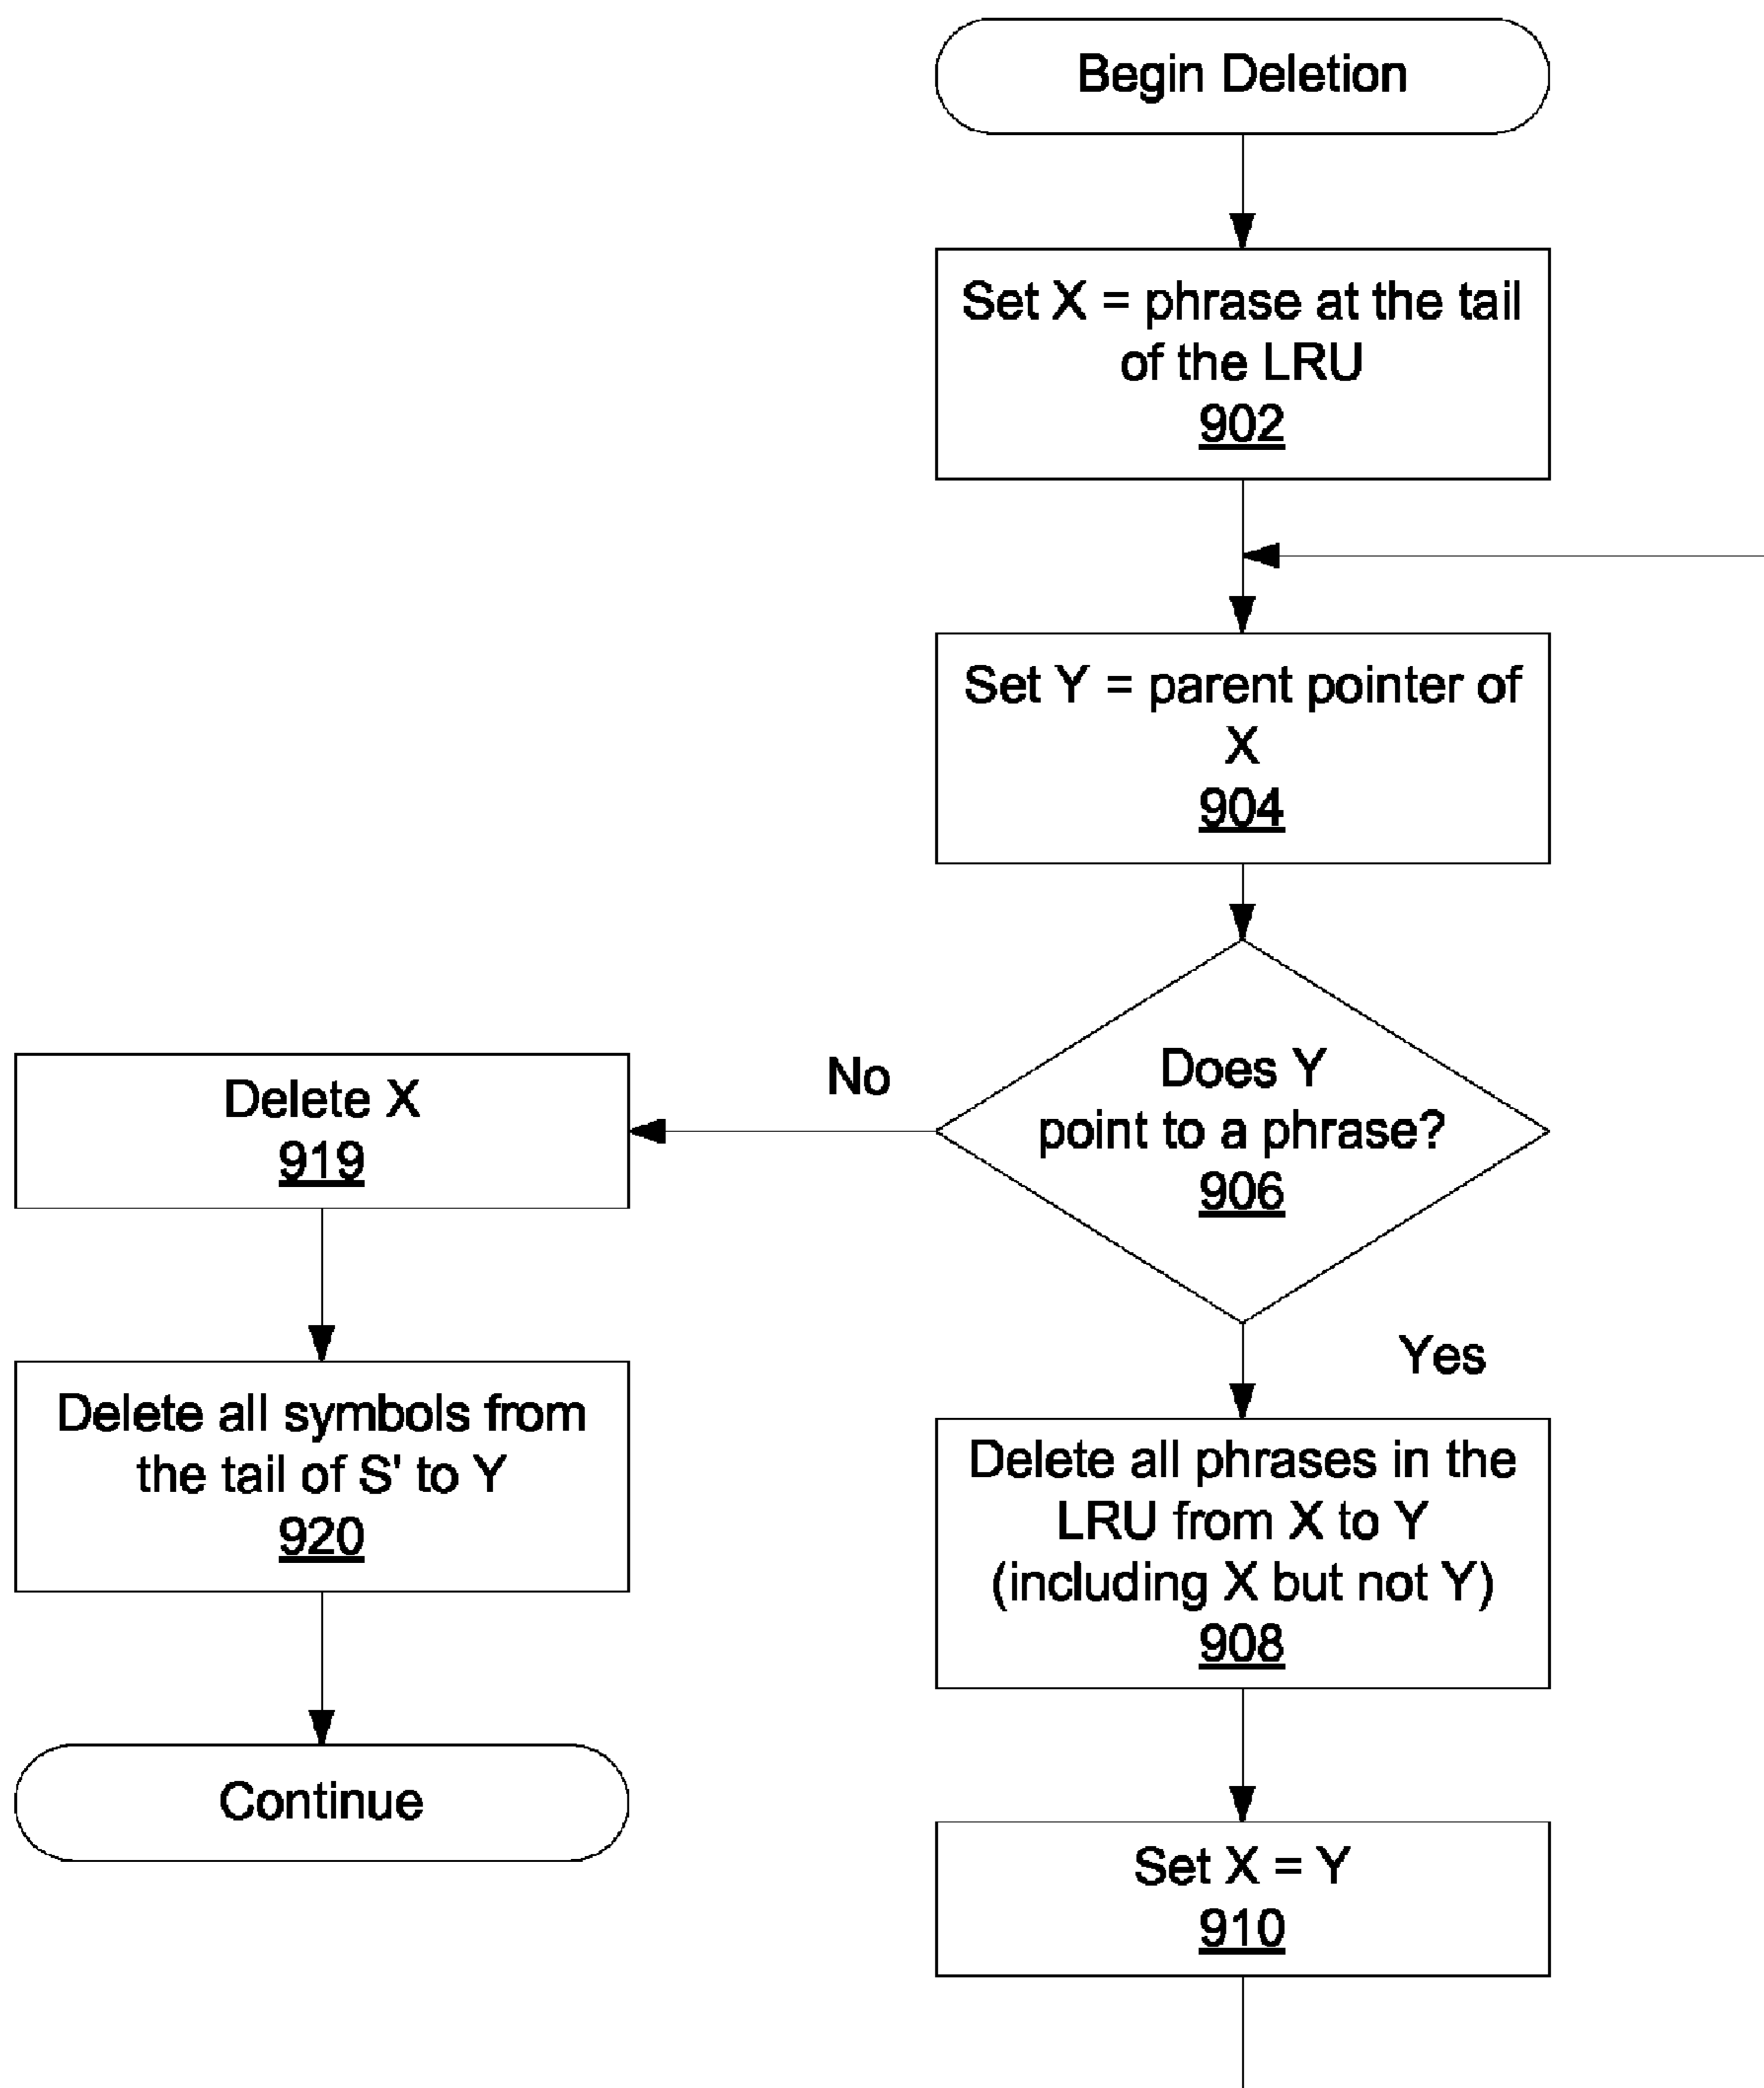 Begin Deletion
Set X = phrase at the tail
of the LRU
902
Set Y = parent pointer of
X
904
Does Y
point to a phrase?
906
No
Yes
Delete X
919
Delete all symbols from
the tail of S' to Y
920
Continue
Delete all phrases in the
LRU from X to Y
(including X but not Y)
908
Set X = Y
910